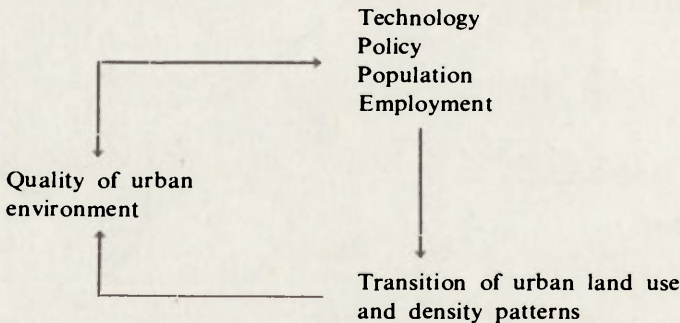 Technology
Policy
Population
Employment
Quality of urban
environment
Transition of urban land use
and density patterns